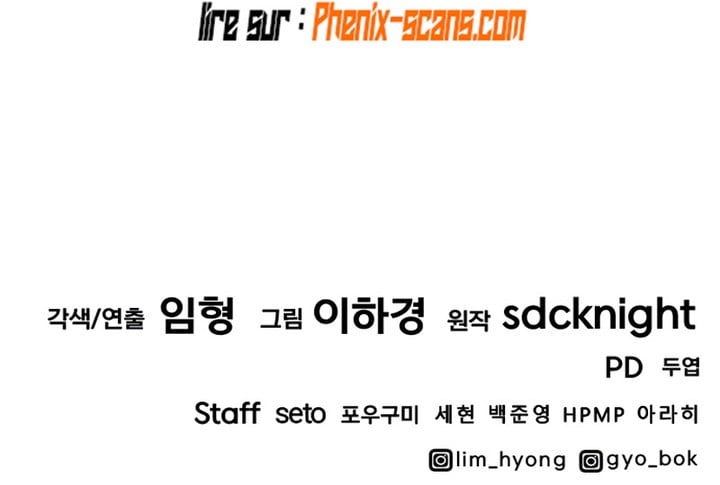 lire sur : Phenix-scans.com
각색/연출 임형 그림 이하경 원작 sdcknight
PD 두엽
Staff seto 포우구미 세현 백준영 HPMP 아라히
lim_hyong gyo_bok